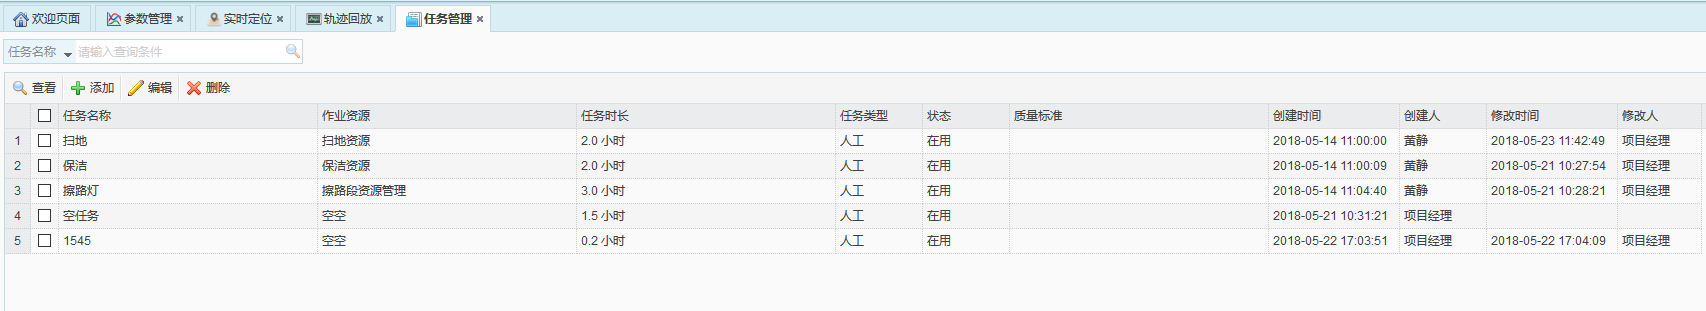 欢迎页面 参数管理 实时定位 轨迹回放 任务管理
任务名称 请输入查询条件
查看 添加 编辑 删除
任务名称 作业资源 任务时长 任务类型 状态 质量标准 创建时间 创建人 修改时间 修改人
1 扫地 扫地资源 2.0 小时 人工 在用 2018-05-14 11:00:00 黄静 2018-05-23 11:42:49 项目经理
2 保洁 保洁资源 2.0 小时 人工 在用 2018-05-14 11:00:09 黄静 2018-05-21 10:27:54 项目经理
3 擦路灯 擦路段资源管理 3.0 小时 人工 在用 2018-05-14 11:04:40 黄静 2018-05-21 10:28:21 项目经理
4 空任务 空空 1.5 小时 人工 在用 2018-05-21 10:31:21 项目经理
5 1545 空空 0.2 小时 人工 在用 2018-05-22 17:03:51 项目经理 2018-05-22 17:04:09 项目经理